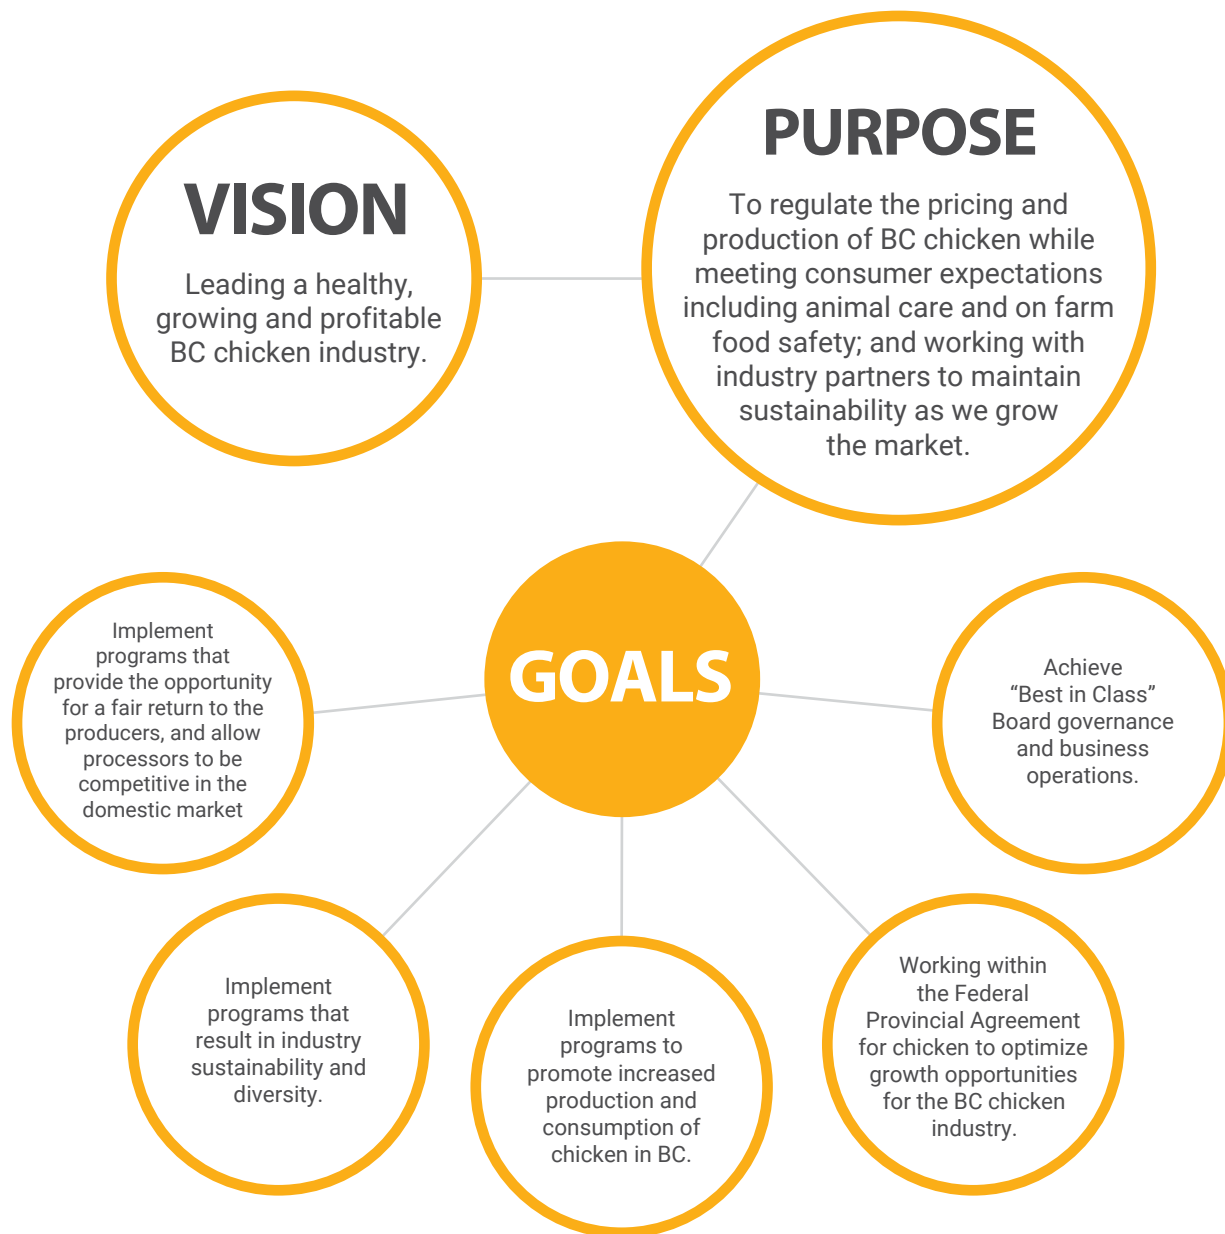 VISION
Leading a healthy,
growing and profitable
BC chicken industry.
PURPOSE
To regulate the pricing and
production of BC chicken while
meeting consumer expectations
including animal care and on farm
food safety; and working with
industry partners to maintain
sustainability as we grow
the market.
GOALS
Implement
programs that
provide the opportunity
for a fair return to the
producers, and allow
processors to be
competitive in the
domestic market
Implement
programs that
result in industry
sustainability and
diversity.
Implement
programs to
promote increased
production and
consumption of
chicken in BC.
Working within
the Federal
Provincial Agreement
for chicken to optimize
growth opportunities
for the BC chicken
industry.
Achieve
“Best in Class”
Board governance
and business
operations.